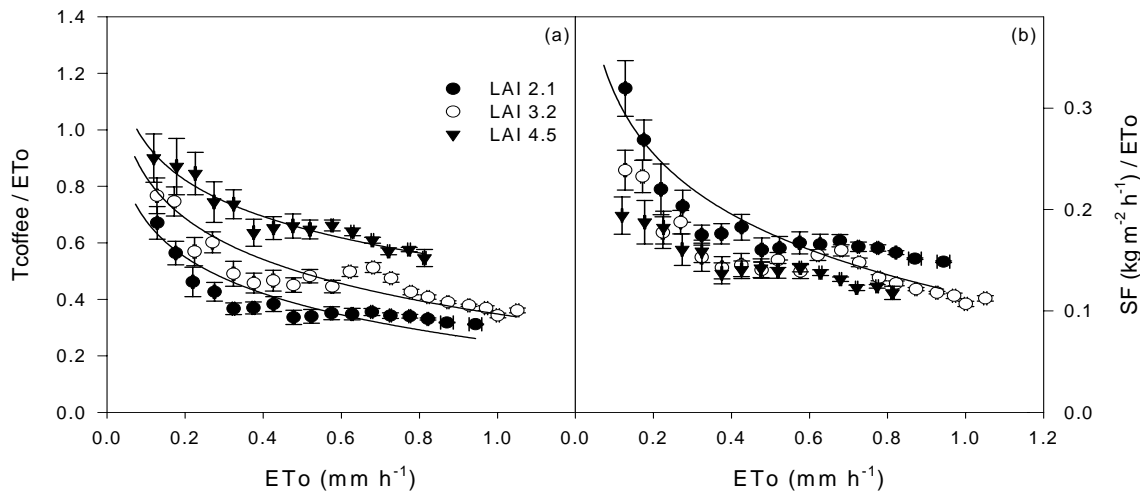 1.4
1.2
1.0
0.8
0.6
0.4
0.2
0.0
Tcoffee / ETo
(a)
LAI 2.1
LAI 3.2
LAI 4.5
0.0 0.2 0.4 0.6 0.8 1.0
ETo (mm h⁻¹)
(b)
0.3
0.2
0.1
0.0
SF (kg m⁻² h⁻¹) / ETo
0.0 0.2 0.4 0.6 0.8 1.0 1.2
ETo (mm h⁻¹)